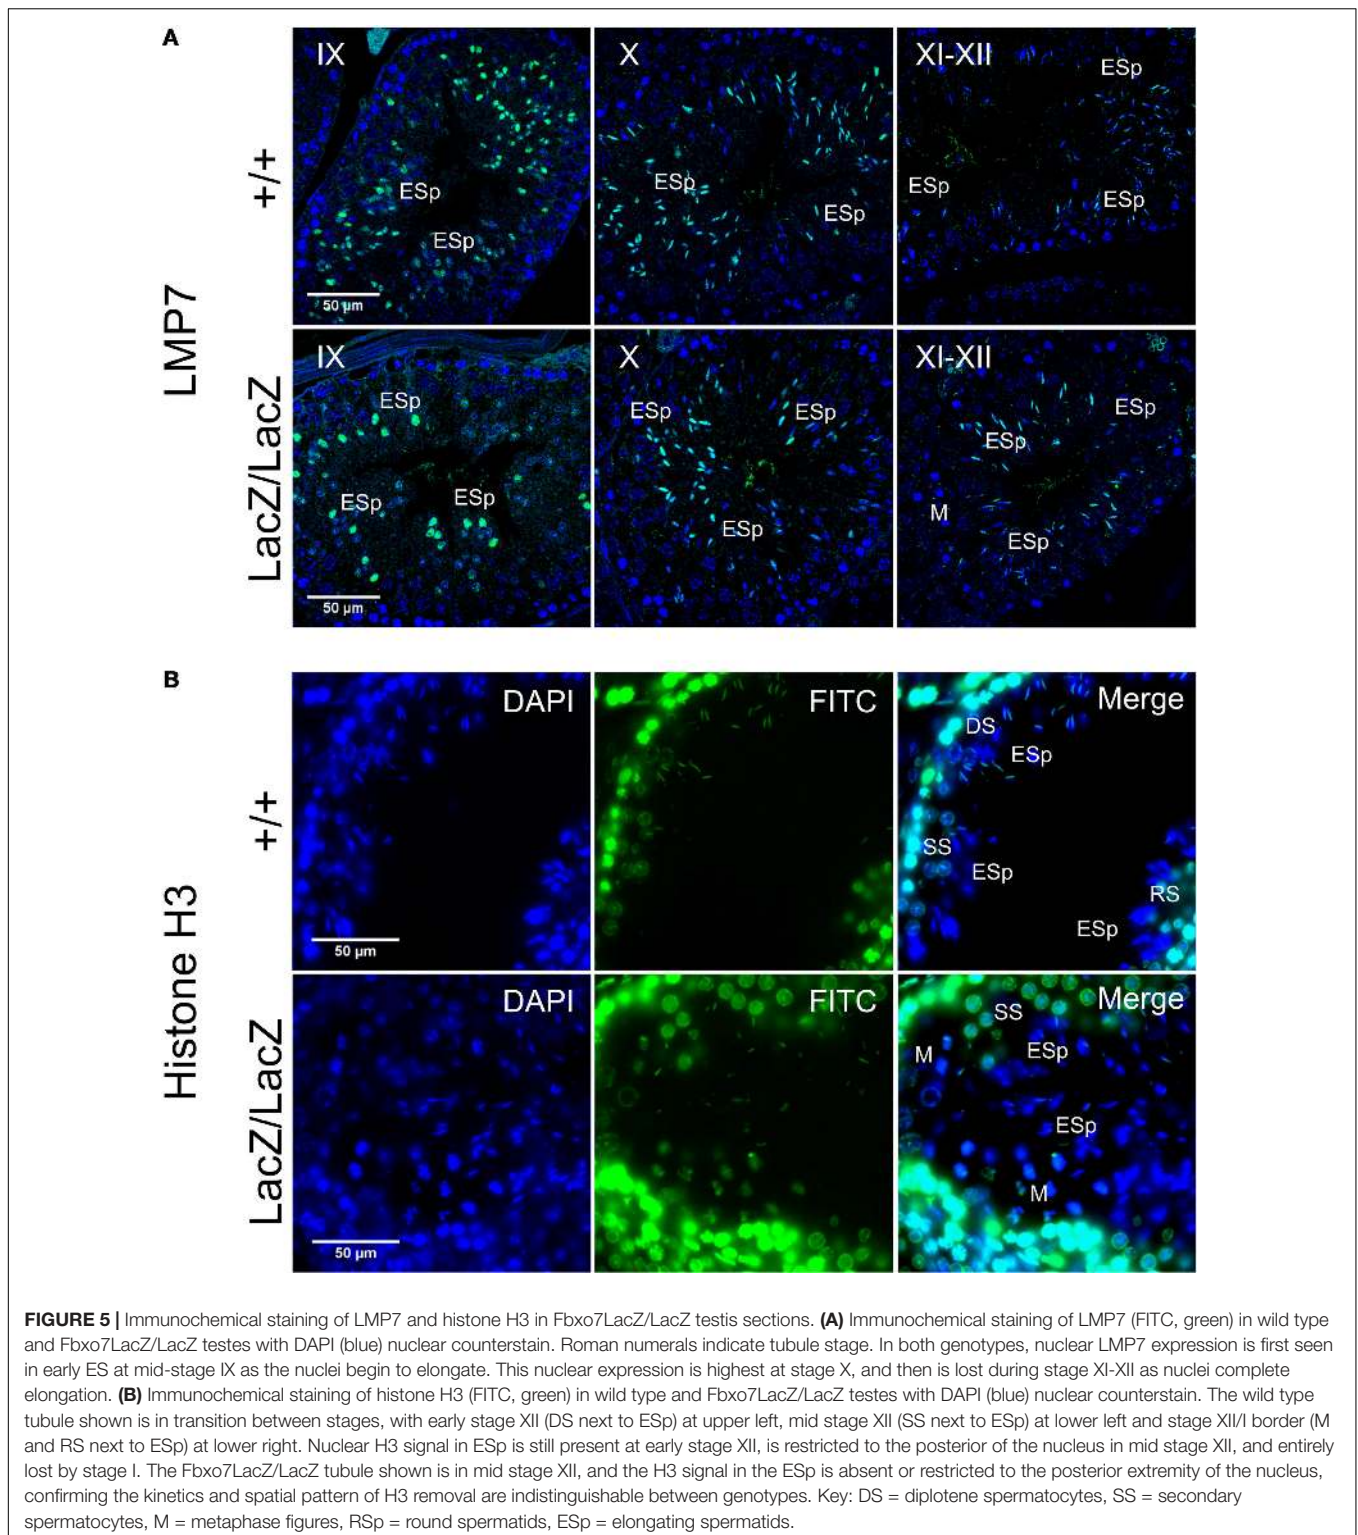 A
IX
X
XI-XII
ESp
ESp
ESp
ESp
ESp
ESp
ESp
50 µm
+/+
LMP7
IX
X
XI-XII
ESp
ESp
ESp
ESp
ESp
ESp
ESp
ESp
M
ESp
50 µm
LacZ/LacZ
B
DAPI
FITC
Merge
DS
ESp
SS
ESp
RS
ESp
50 µm
+/+
Histone H3
DAPI
FITC
Merge
SS
M
ESp
ESp
M
50 µm
LacZ/LacZ
FIGURE 5 | Immunochemical staining of LMP7 and histone H3 in Fbxo7LacZ/LacZ testis sections. (A) Immunochemical staining of LMP7 (FITC, green) in wild type
and Fbxo7LacZ/LacZ testes with DAPI (blue) nuclear counterstain. Roman numerals indicate tubule stage. In both genotypes, nuclear LMP7 expression is first seen
in early ES at mid-stage IX as the nuclei begin to elongate. This nuclear expression is highest at stage X, and then is lost during stage XI-XII as nuclei complete
elongation. (B) Immunochemical staining of histone H3 (FITC, green) in wild type and Fbxo7LacZ/LacZ testes with DAPI (blue) nuclear counterstain. The wild type
tubule shown is in transition between stages, with early stage XII (DS next to ESp) at upper left, mid stage XII (SS next to ESp) at lower left and stage XII/I border (M
and RS next to ESp) at lower right. Nuclear H3 signal in ESp is still present at early stage XII, is restricted to the posterior of the nucleus in mid stage XII, and entirely
lost by stage I. The Fbxo7LacZ/LacZ tubule shown is in mid stage XII, and the H3 signal in the ESp is absent or restricted to the posterior extremity of the nucleus,
confirming the kinetics and spatial pattern of H3 removal are indistinguishable between genotypes. Key: DS = diplotene spermatocytes, SS = secondary
spermatocytes, M = metaphase figures, RSp = round spermatids, ESp = elongating spermatids.